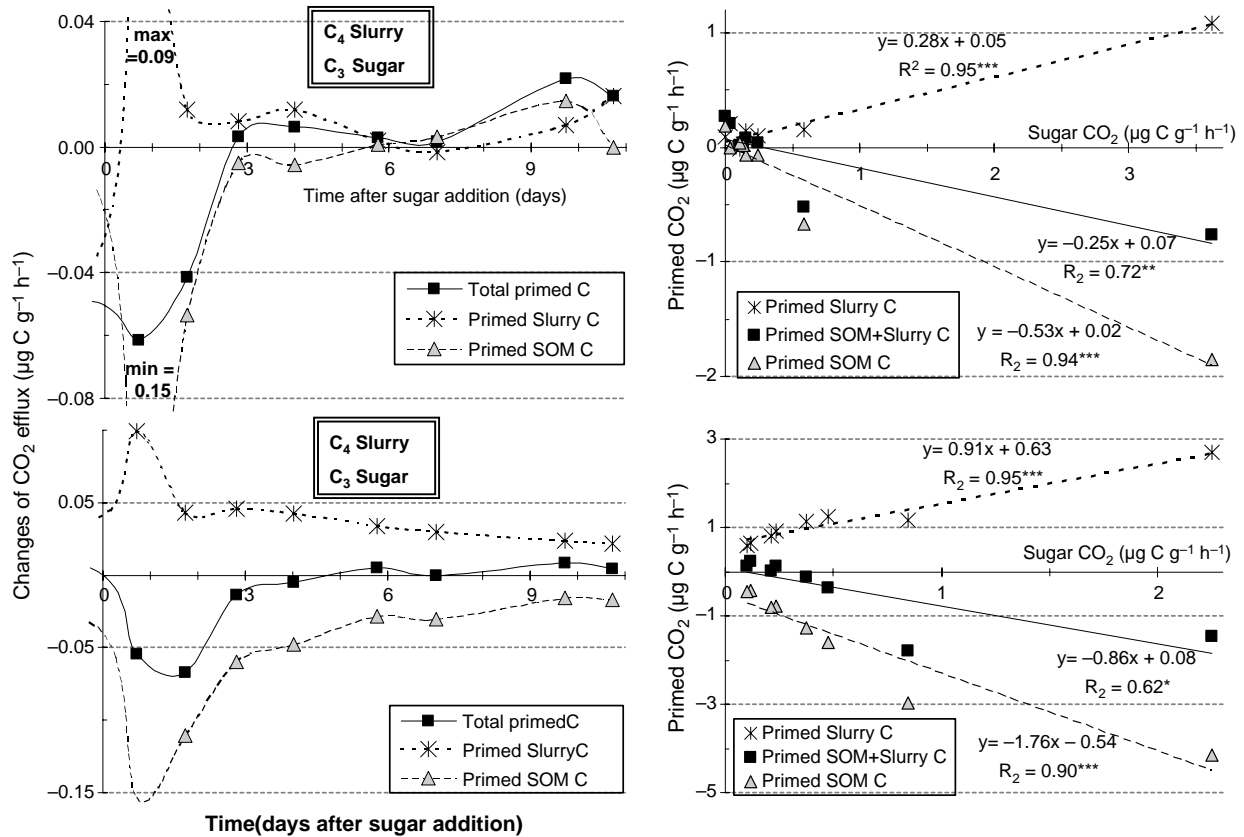 Changes of CO₂ efflux (µg C g⁻¹ h⁻¹)
0.04
0.00
−0.04
−0.08
max
=0.09
min =
0.15
C₄ Slurry
C₃ Sugar
0
3
6
9
Time after sugar addition (days)
Total primed C
Primed Slurry C
Primed SOM C
0.05
−0.05
−0.15
C₄ Slurry
C₃ Sugar
0
3
6
9
Total primedC
Primed SlurryC
Primed SOM C
Time(days after sugar addition)
Primed CO₂ (µg C g⁻¹ h⁻¹)
1
0
−1
−2
y= 0.28x + 0.05
R² = 0.95***
Sugar CO₂ (µg C g⁻¹ h⁻¹)
0
1
2
3
y= −0.25x + 0.07
R₂ = 0.72**
y= −0.53x + 0.02
R₂ = 0.94***
Primed Slurry C
Primed SOM+Slurry C
Primed SOM C
Primed CO₂ (µg C g⁻¹ h⁻¹)
3
1
−1
−3
−5
y= 0.91x + 0.63
R₂ = 0.95***
Sugar CO₂ (µg C g⁻¹ h⁻¹)
0
1
2
y= −0.86x + 0.08
R₂ = 0.62*
y= −1.76x − 0.54
R₂ = 0.90***
Primed Slurry C
Primed SOM+Slurry C
Primed SOM C